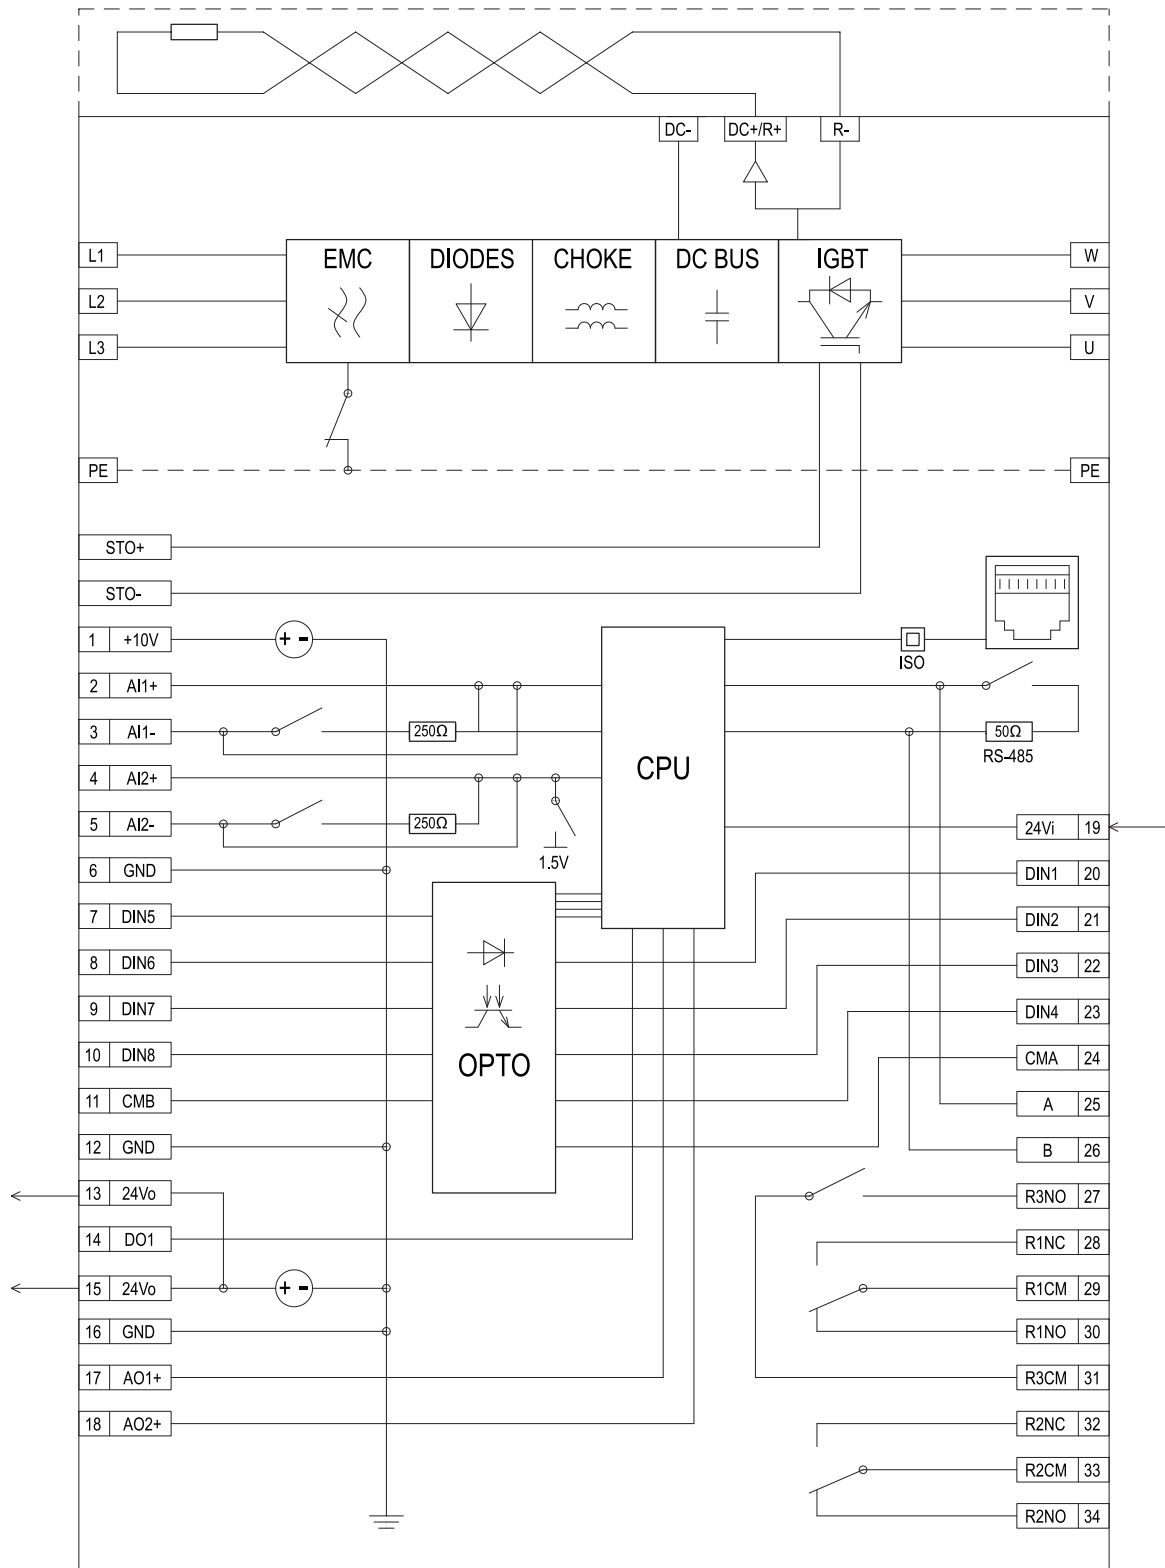 DC- DC+/R+ R-
L1 EMC DIODES CHOKE DC BUS IGBT W
L2 V
L3 U
PE PE
STO+
STO-
1 +10V + -
ISO
2 AI1+
3 AI1- 250Ω 50Ω
RS-485
CPU
4 AI2+
5 AI2- 250Ω 24Vi 19
1.5V
6 GND DIN1 20
7 DIN5 DIN2 21
8 DIN6 DIN3 22
9 DIN7 DIN4 23
10 DIN8 OPTO CMA 24
11 CMB A 25
12 GND B 26
13 24Vo R3NO 27
14 DO1 R1NC 28
15 24Vo + - R1CM 29
16 GND R1NO 30
17 AO1+ R3CM 31
18 AO2+ R2NC 32
R2CM 33
R2NO 34